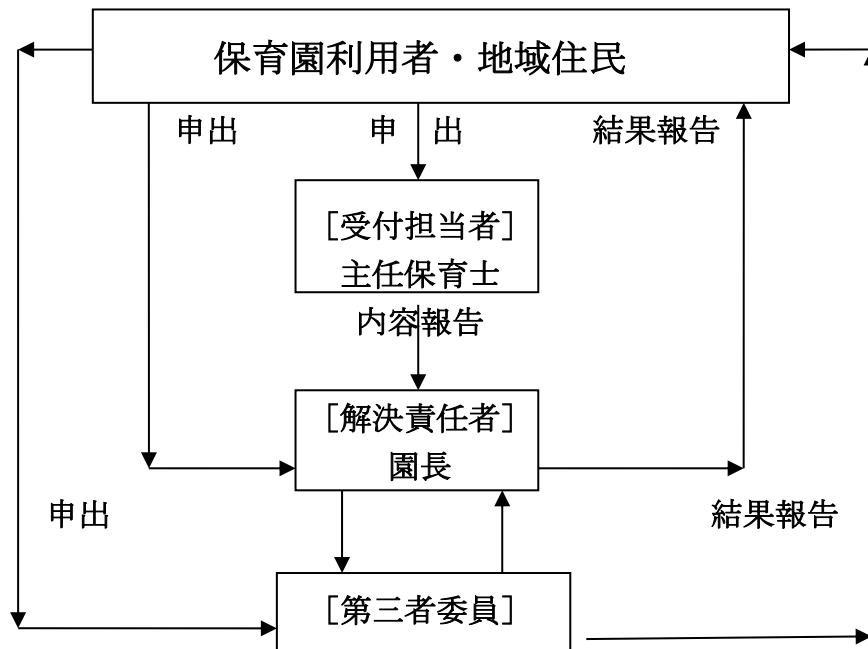 保育園利用者・地域住民
申出
申 出
結果報告
［受付担当者］
主任保育士
内容報告
［解決責任者］
園長
申出
結果報告
［第三者委員］